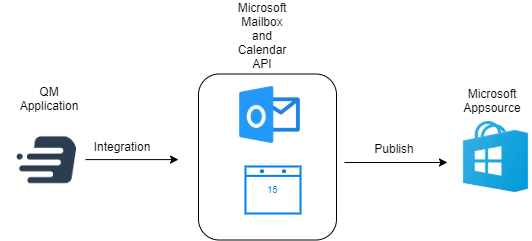 Microsoft
Mailbox
and
Calendar
API
QM
Application
Integration
15
Publish
Microsoft
Appsource